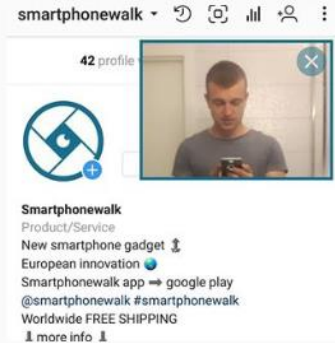 smartphonewalk
42 profile
Smartphonewalk
Product/Service
New smartphone gadget
European innovation
Smartphonewalk app ➡ google play
@smartphonewalk #smartphonewalk
Worldwide FREE SHIPPING
⬇ more info ⬇